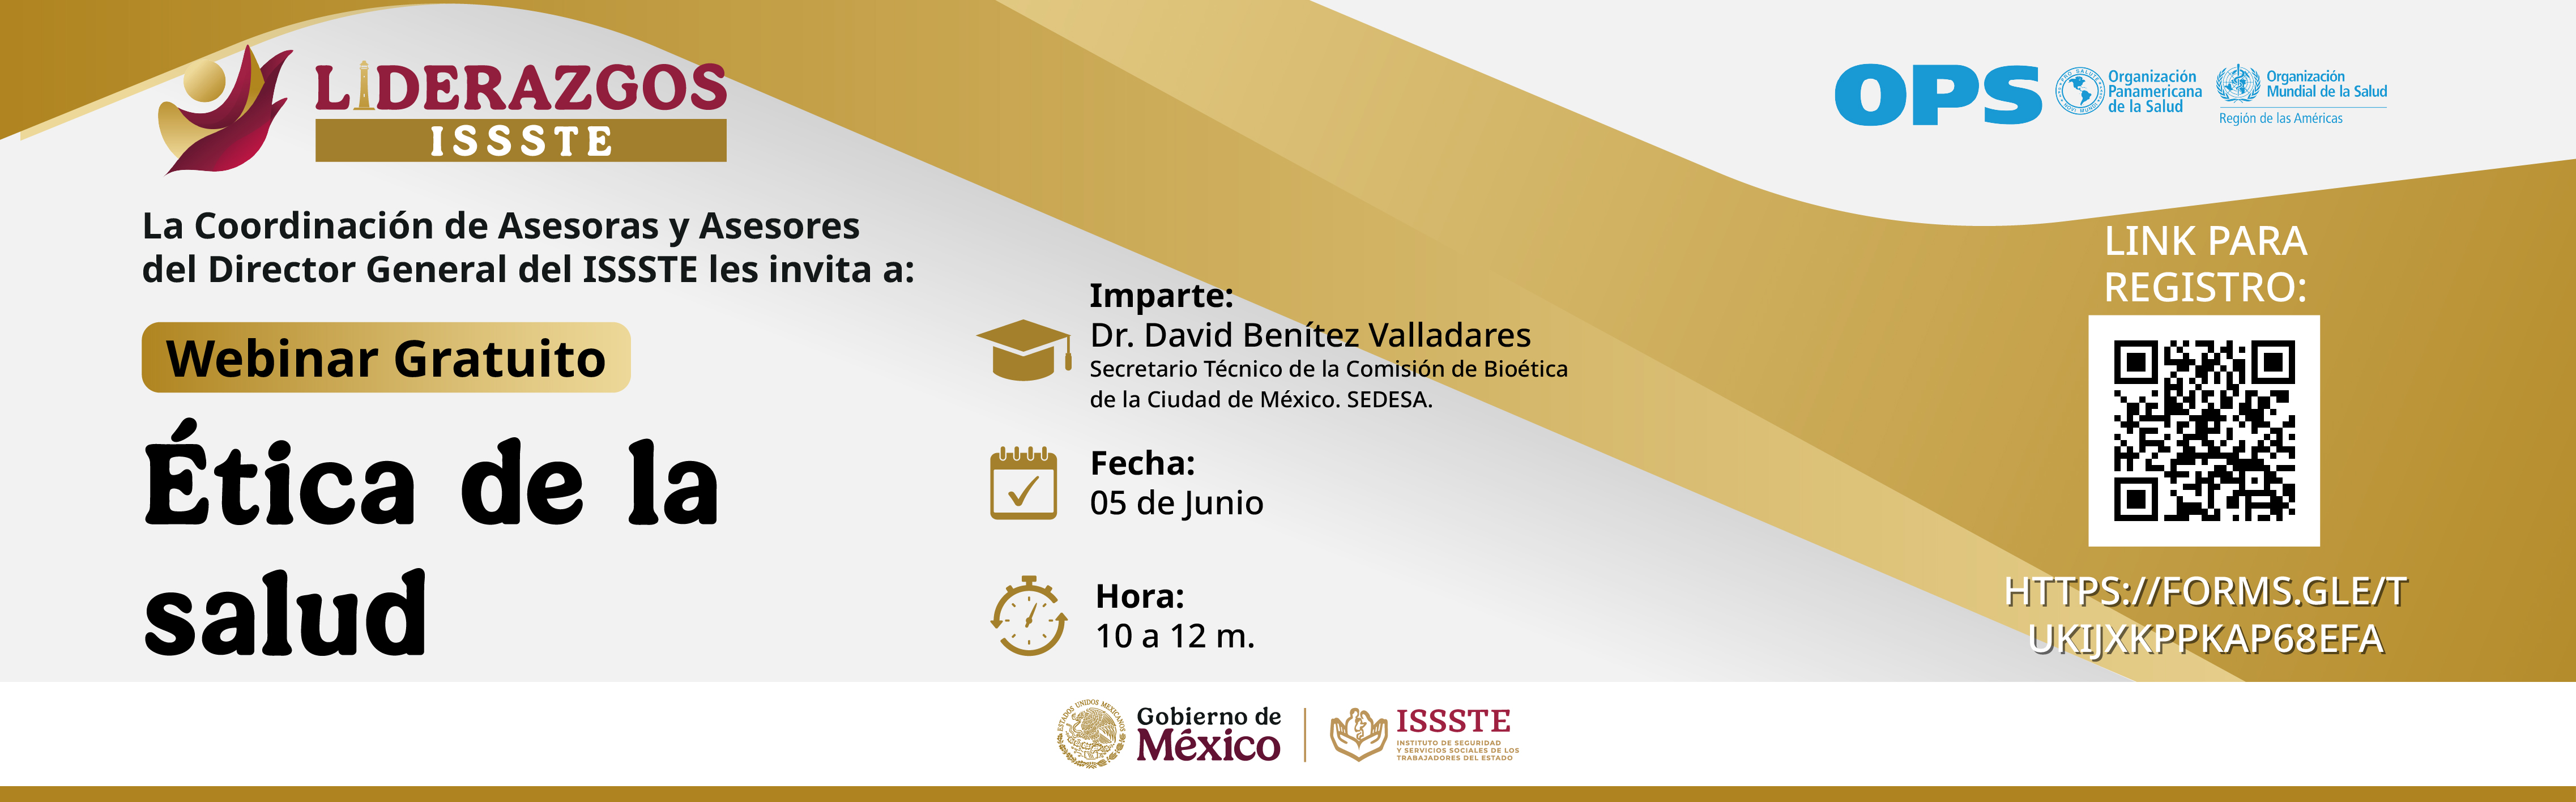 LIDERAZGOS
ISSSTE
OPS
Organización
Panamericana
de la Salud
Organización
Mundial de la Salud
Región de las Américas
La Coordinación de Asesoras y Asesores
del Director General del ISSSTE les invita a:
Webinar Gratuito
Ética de la
salud
Imparte:
Dr. David Benítez Valladares
Secretario Técnico de la Comisión de Bioética
de la Ciudad de México. SEDESA.
Fecha:
05 de Junio
Hora:
10 a 12 m.
LINK PARA
REGISTRO:
HTTPS://FORMS.GLE/T
UKIJXKPPKAP68EFA
ESTADOS UNIDOS MEXICANOS
Gobierno de
México
ISSSTE
INSTITUTO DE SEGURIDAD
Y SERVICIOS SOCIALES DE LOS
TRABAJADORES DEL ESTADO